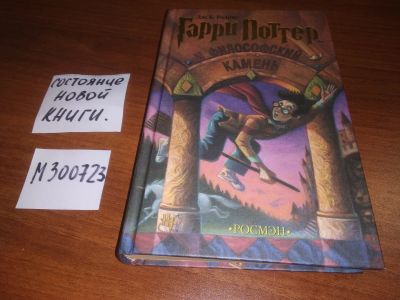 СОСТОЯНИЕ
НОВОЙ
КНИГИ.
М300723
Гарри Поттер
и философский
камень
•РОСМЭН•